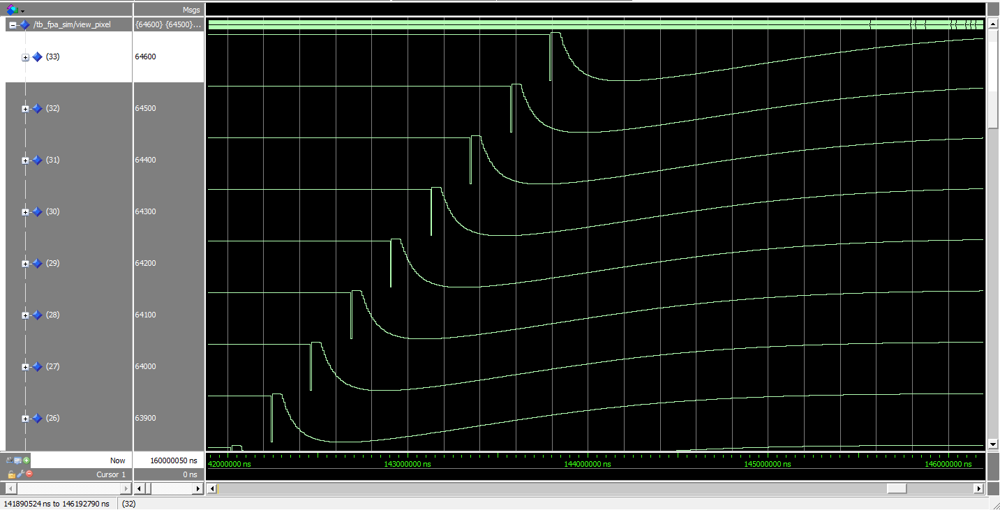 Msgs
/tb_fpa_sim/view_pixel {64600} {64500}...
(33) 64600
(32) 64500
(31) 64400
(30) 64300
(29) 64200
(28) 64100
(27) 64000
(26) 63900
Now 160000050 ns 42000000 ns 143000000 ns 144000000 ns 145000000 ns 146000000 ns
Cursor 1 0 ns
141890524 ns to 146192790 ns (32)